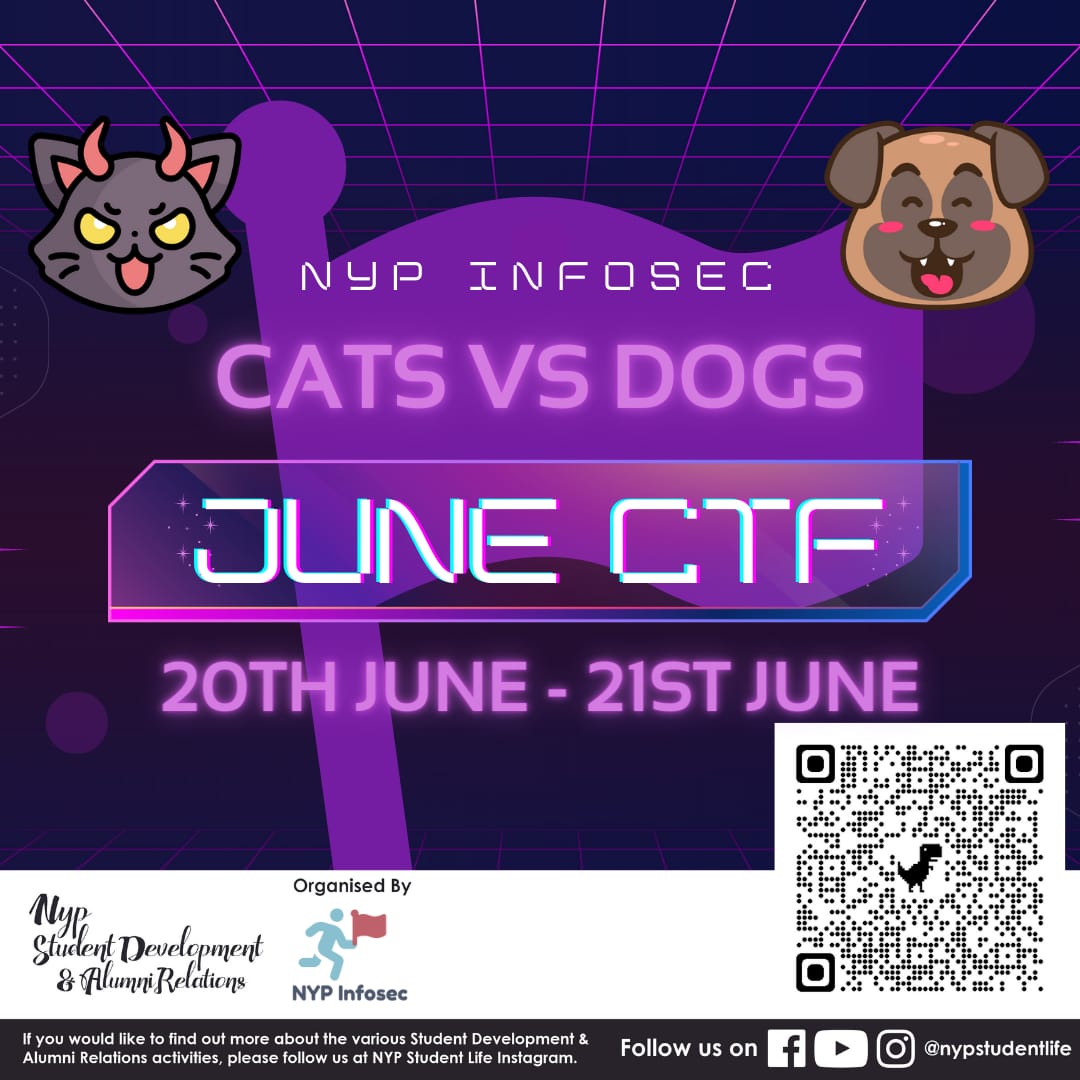 NYP INFOSEC
CATS VS DOGS
JUNE CTF
20TH JUNE - 21ST JUNE
Organised By
Nyp
Student Development
& Alumni Relations
NYP Infosec
If you would like to find out more about the various Student Development &
Alumni Relations activities, please follow us at NYP Student Life Instagram.
Follow us on
@nypstudentlife